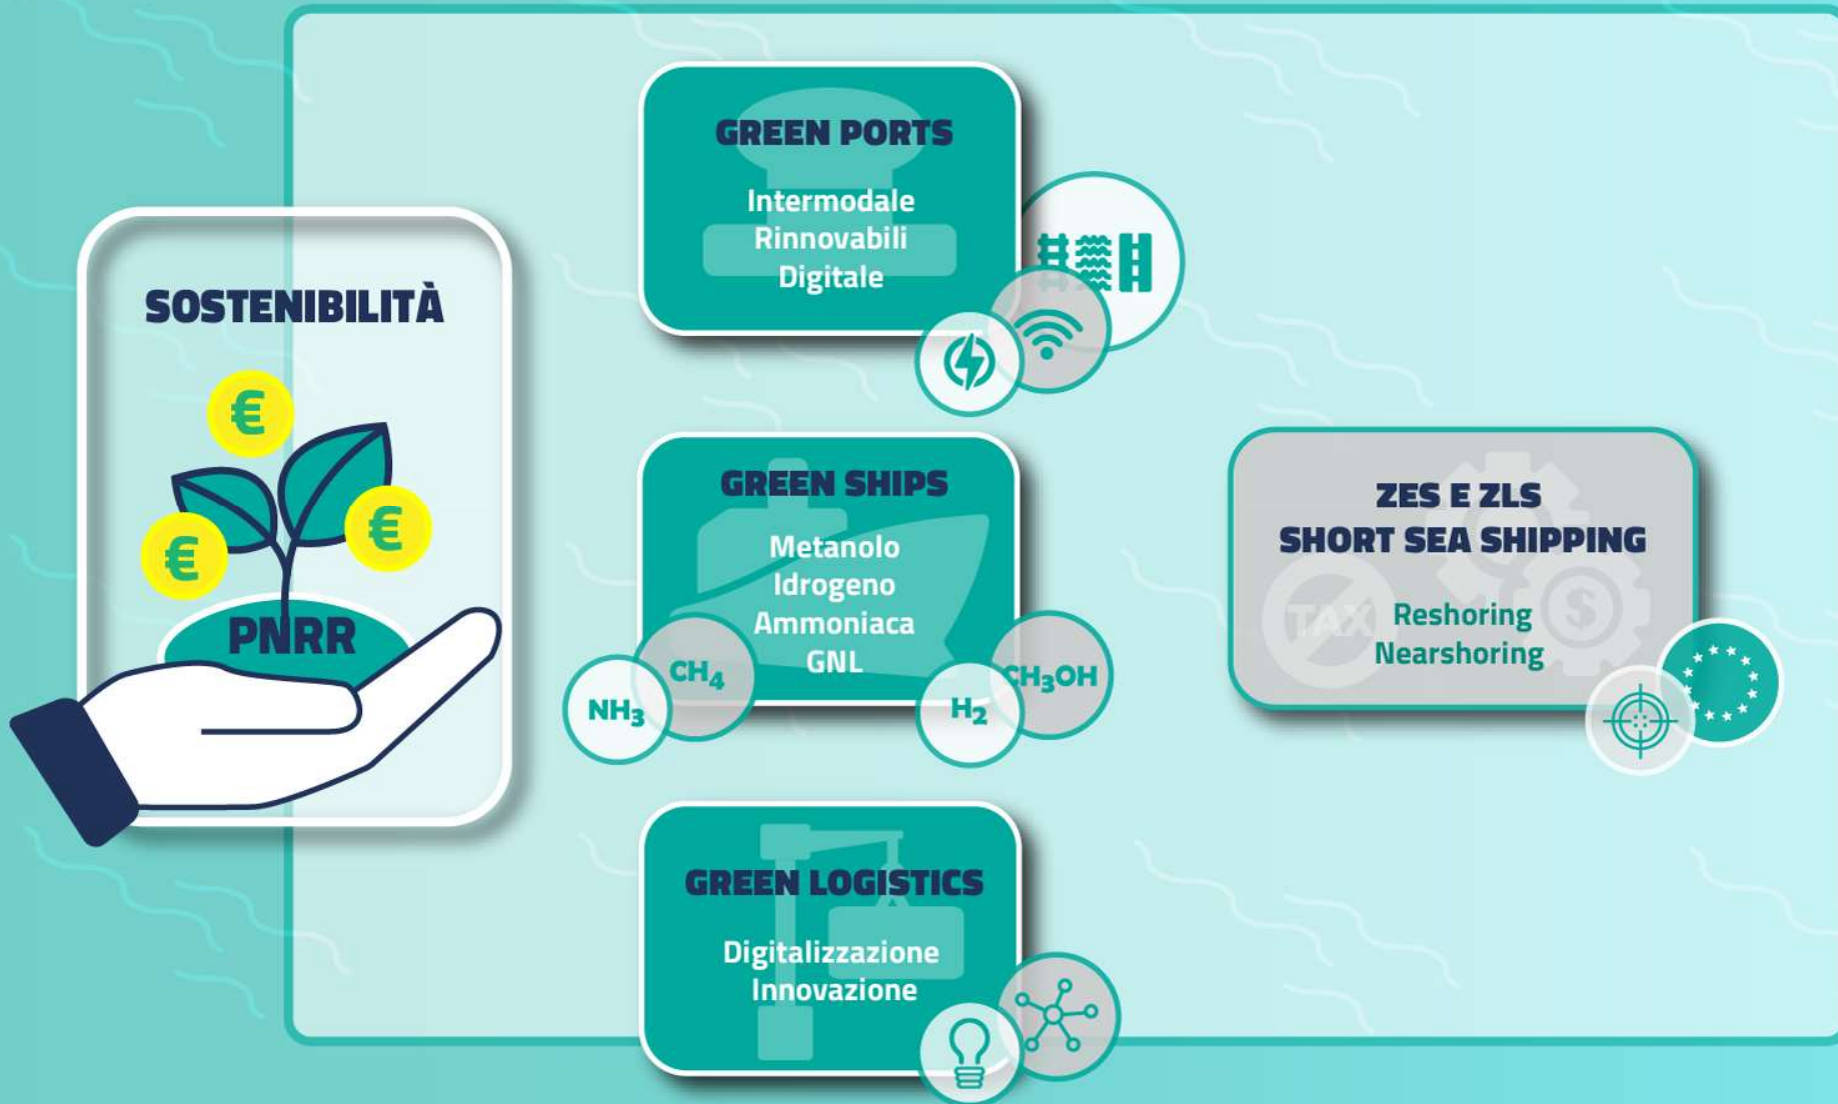 SOSTENIBILITÀ
€
€
€
PNRR
GREEN PORTS
Intermodale
Rinnovabili
Digitale
GREEN SHIPS
Metanolo
Idrogeno
Ammoniaca
GNL
NH₃
CH₄
H₂
CH₃OH
GREEN LOGISTICS
Digitalizzazione
Innovazione
ZES E ZLS
SHORT SEA SHIPPING
TAX
$
Reshoring
Nearshoring